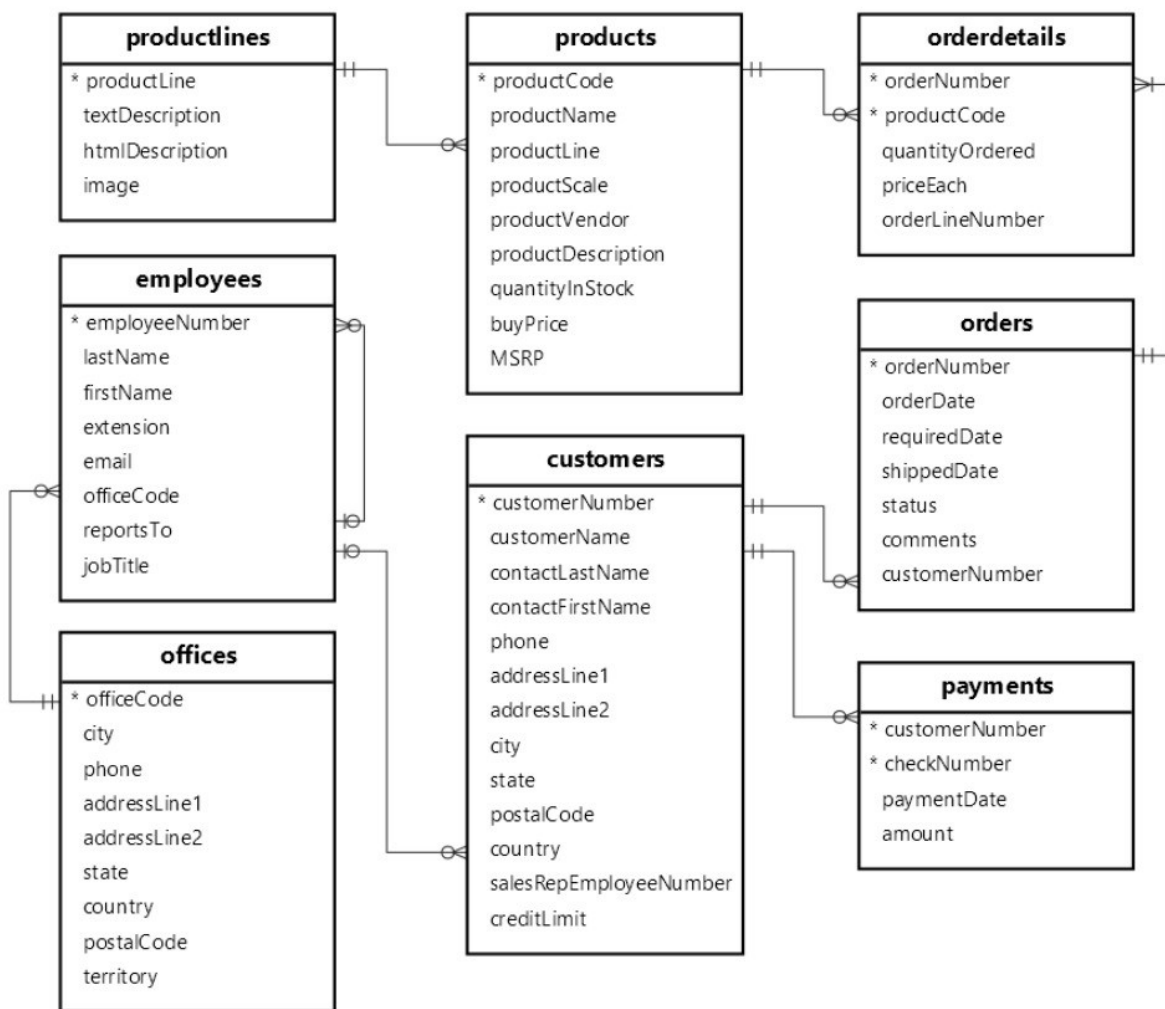 productlines
* productLine
textDescription
htmlDescription
image
products
* productCode
productName
productLine
productScale
productVendor
productDescription
quantityInStock
buyPrice
MSRP
orderdetails
* orderNumber
* productCode
quantityOrdered
priceEach
orderLineNumber
employees
* employeeNumber
lastName
firstName
extension
email
officeCode
reportsTo
jobTitle
orders
* orderNumber
orderDate
requiredDate
shippedDate
status
comments
customerNumber
customers
* customerNumber
customerName
contactLastName
contactFirstName
phone
addressLine1
addressLine2
city
state
postalCode
country
salesRepEmployeeNumber
creditLimit
offices
* officeCode
city
phone
addressLine1
addressLine2
state
country
postalCode
territory
payments
* customerNumber
* checkNumber
paymentDate
amount